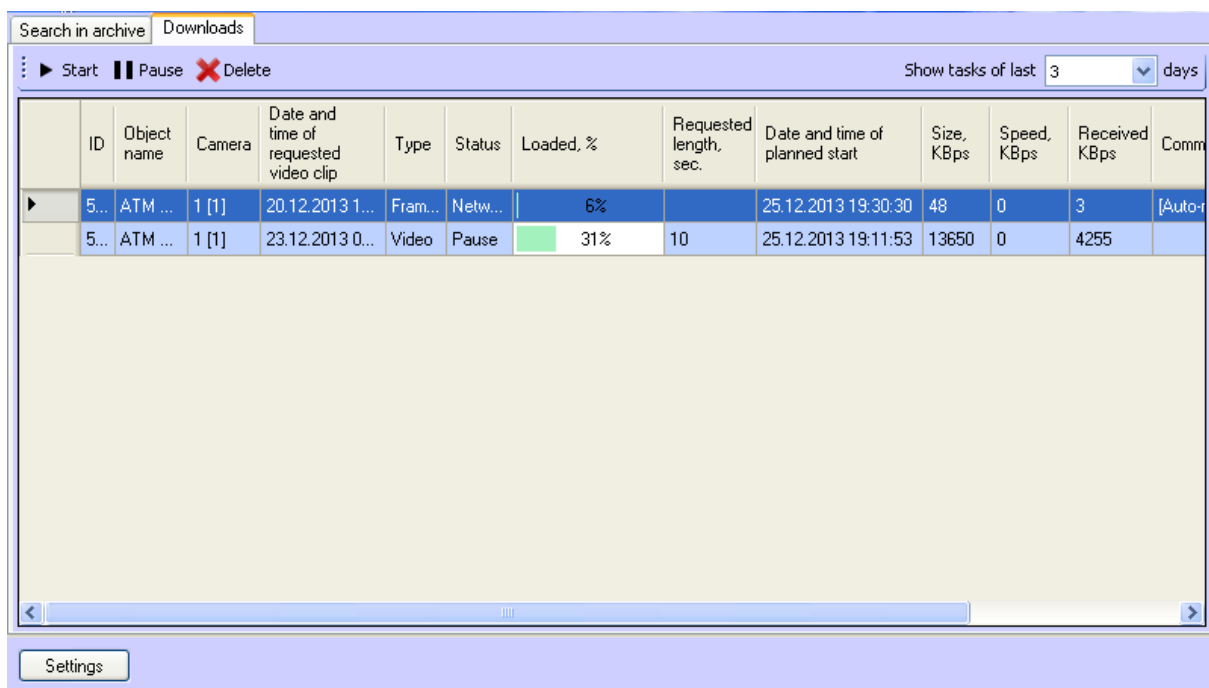 Search in archive Downloads
Start Pause Delete Show tasks of last 3 days
ID Object name Camera Date and time of requested video clip Type Status Loaded, % Requested length, sec. Date and time of planned start Size, KBps Speed, KBps Received KBps Comm
5... ATM ... 1 [1] 20.12.2013 1... Fram... Netw... 6% 25.12.2013 19:30:30 48 0 3 [Auto-r
5... ATM ... 1 [1] 23.12.2013 0... Video Pause 31% 10 25.12.2013 19:11:53 13650 0 4255
Settings